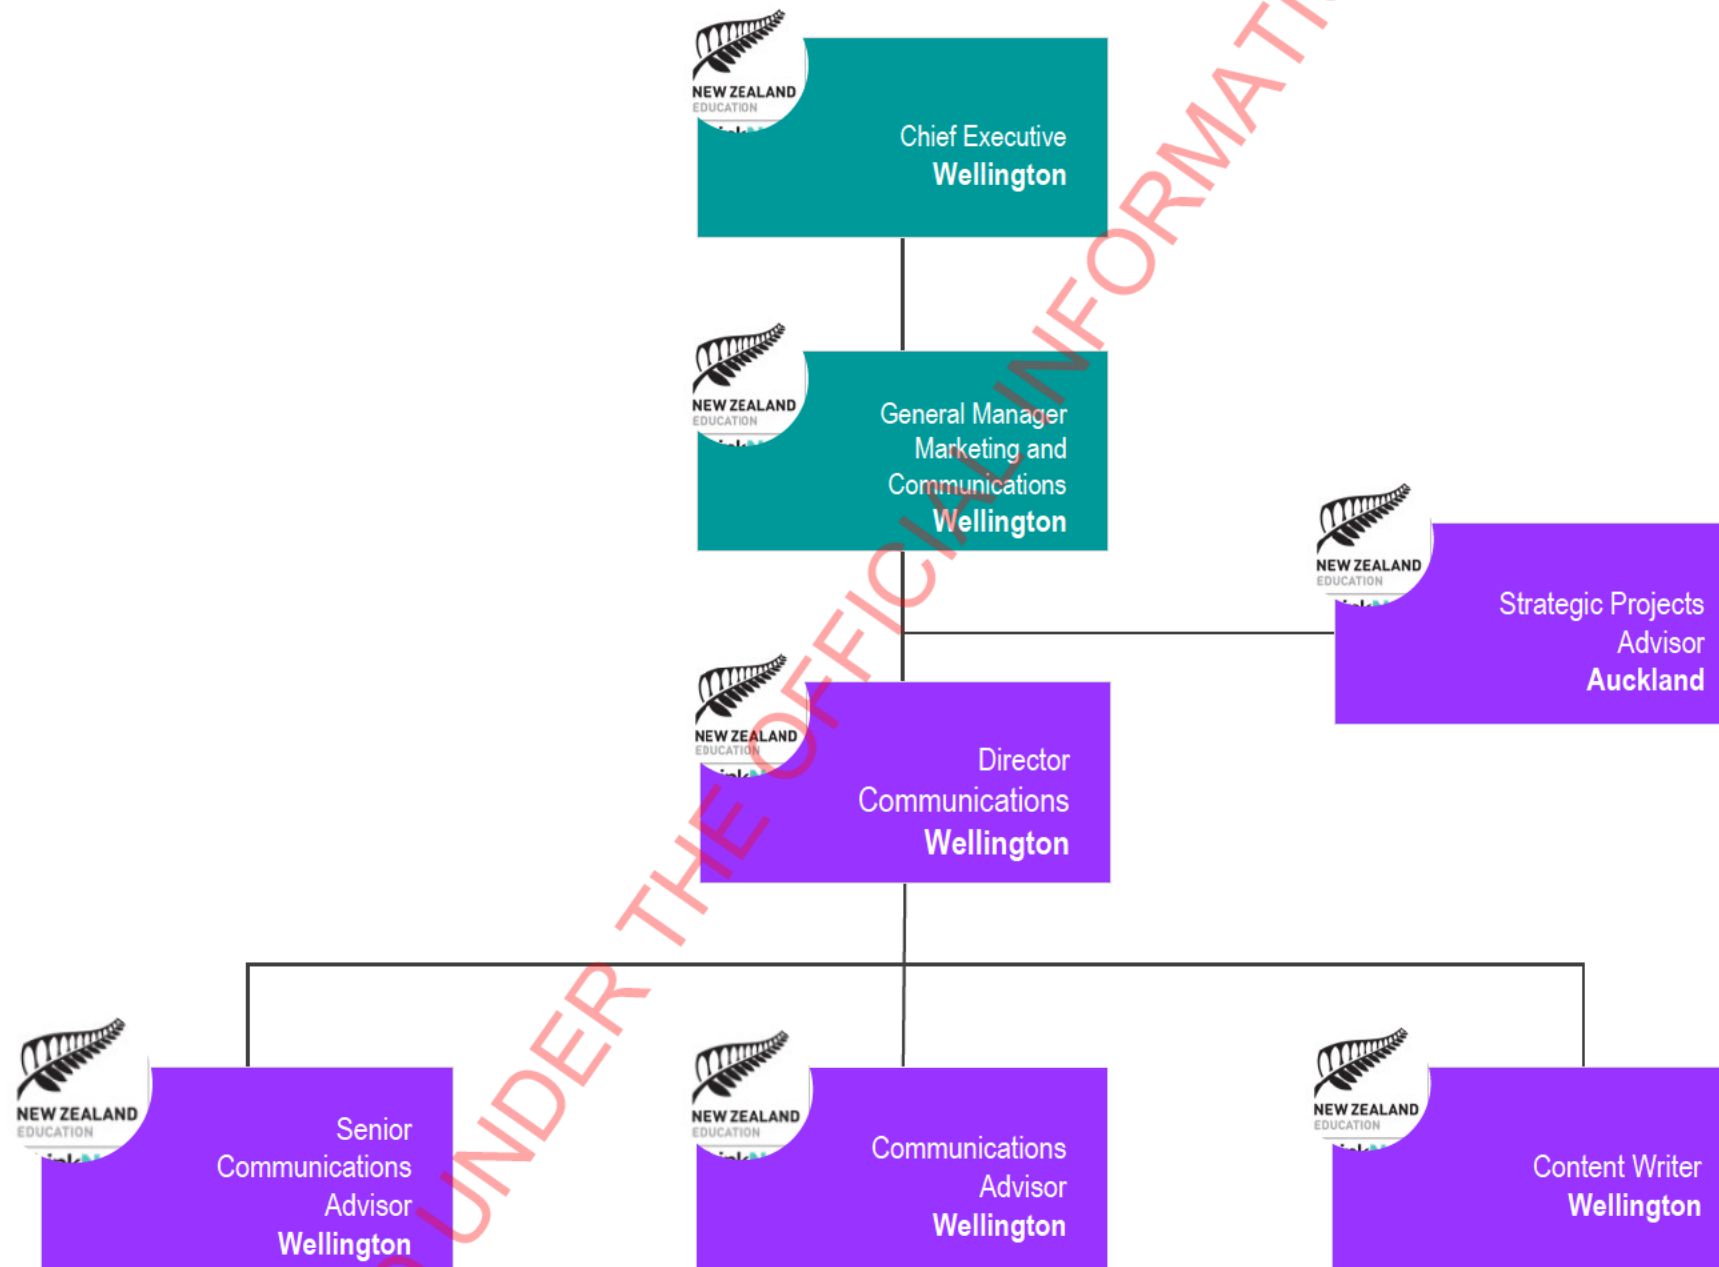 NEW ZEALAND
EDUCATION
Chief Executive
Wellington
NEW ZEALAND
EDUCATION
General Manager
Marketing and
Communications
Wellington
NEW ZEALAND
EDUCATION
Strategic Projects
Advisor
Auckland
NEW ZEALAND
EDUCATION
Director
Communications
Wellington
NEW ZEALAND
EDUCATION
Senior
Communications
Advisor
Wellington
NEW ZEALAND
EDUCATION
Communications
Advisor
Wellington
NEW ZEALAND
EDUCATION
Content Writer
Wellington
UNDER THE OFFICIAL INFORMATI